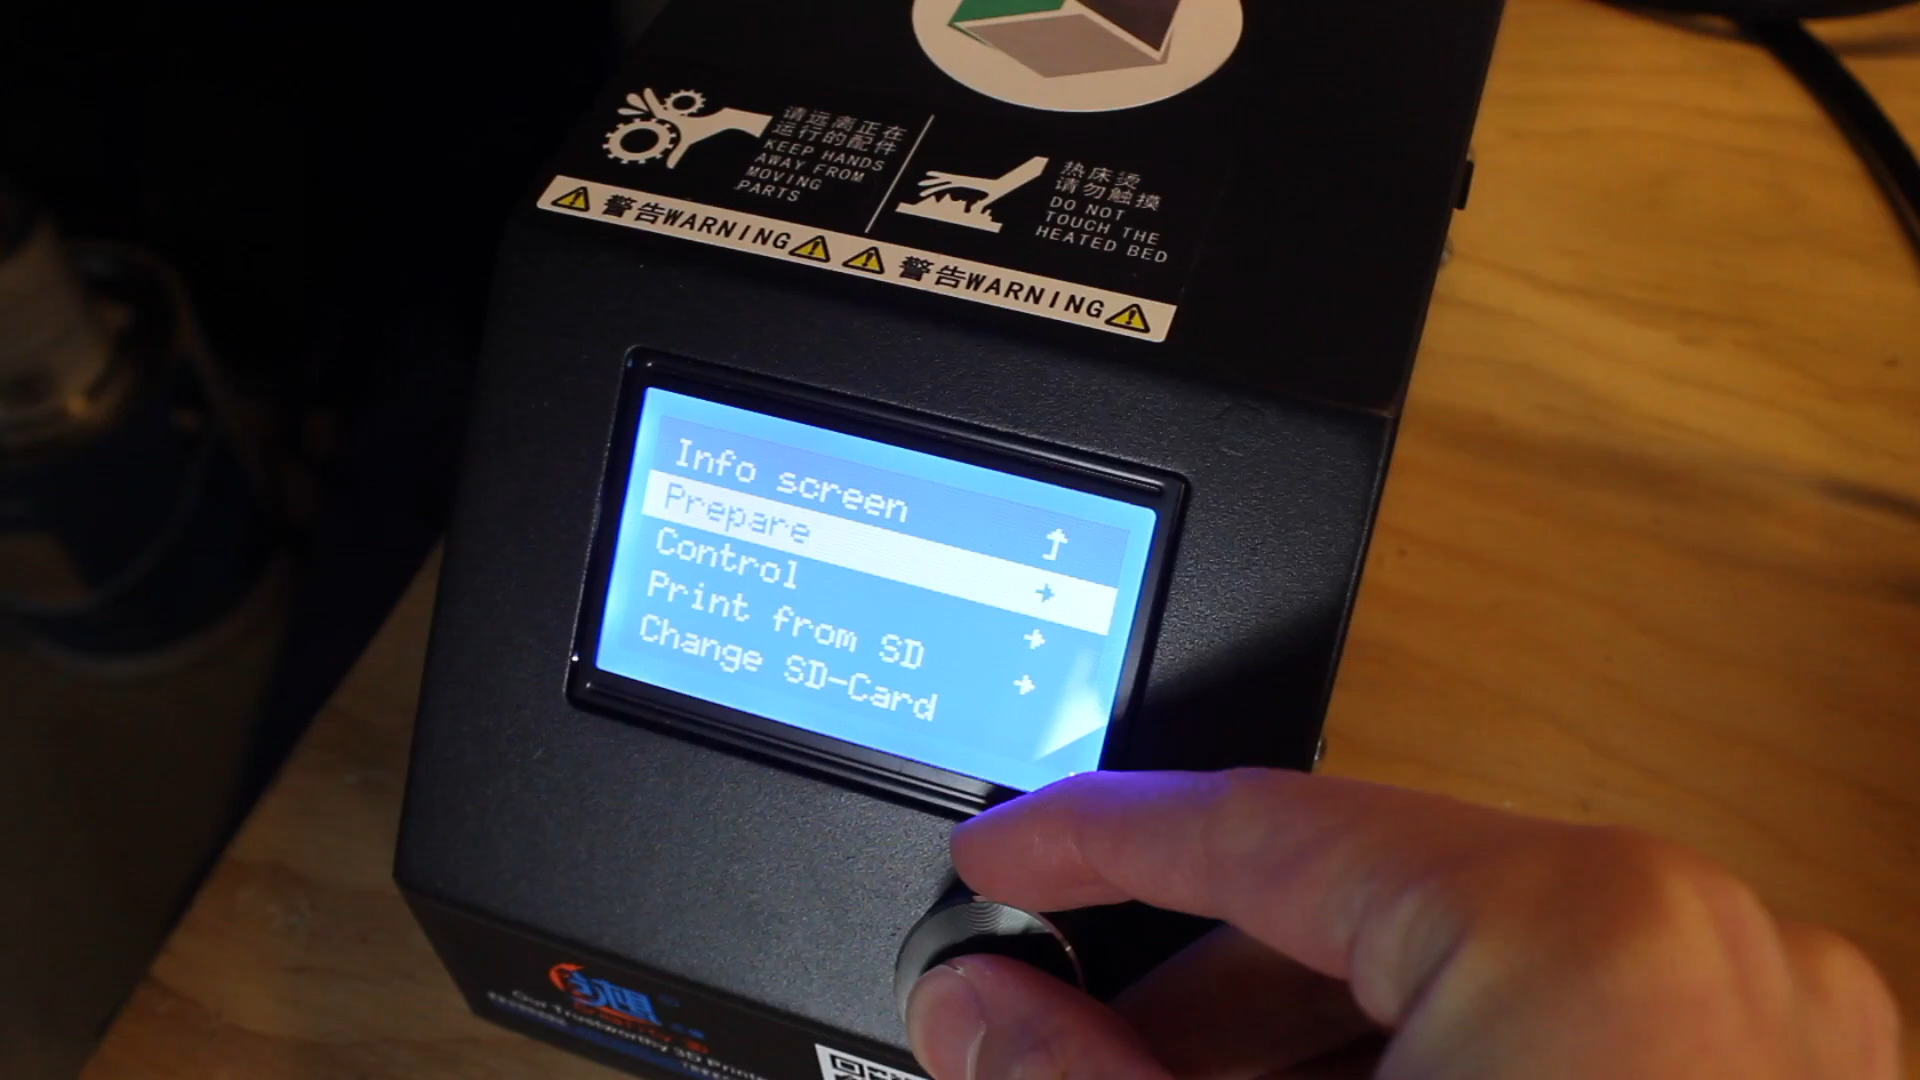 请远离正在
运行的配件
KEEP HANDS
AWAY FROM
MOVING
PARTS
热床烫
请勿触摸
DO NOT
TOUCH THE
HEATED BED
警告WARNING
警告WARNING
Info screen
Prepare
Control
Print from SD
Change SD-Card
Our Trustworthy 3D